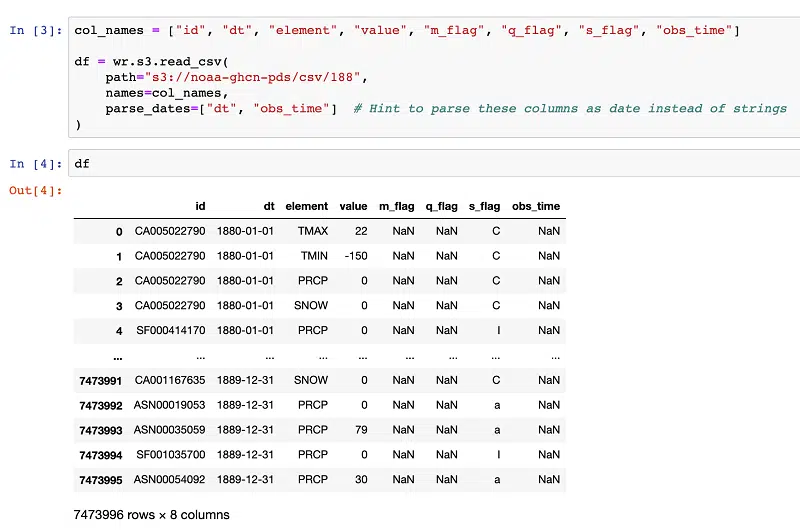 In [3]: col_names = ["id", "dt", "element", "value", "m_flag", "q_flag", "s_flag", "obs_time"]
df = wr.s3.read_csv(
    path="s3://noaa-ghcn-pds/csv/188",
    names=col_names,
    parse_dates=["dt", "obs_time"]  # Hint to parse these columns as date instead of strings
)
In [4]: df
Out[4]:
id dt element value m_flag q_flag s_flag obs_time
0 CA005022790 1880-01-01 TMAX 22 NaN NaN C NaN
1 CA005022790 1880-01-01 TMIN -150 NaN NaN C NaN
2 CA005022790 1880-01-01 PRCP 0 NaN NaN C NaN
3 CA005022790 1880-01-01 SNOW 0 NaN NaN C NaN
4 SF000414170 1880-01-01 PRCP 0 NaN NaN I NaN
... ... ... ... ... ... ... ... ...
7473991 CA001167635 1889-12-31 SNOW 0 NaN NaN C NaN
7473992 ASN00019053 1889-12-31 PRCP 0 NaN NaN a NaN
7473993 ASN00035059 1889-12-31 PRCP 79 NaN NaN a NaN
7473994 SF001035700 1889-12-31 PRCP 0 NaN NaN I NaN
7473995 ASN00054092 1889-12-31 PRCP 30 NaN NaN a NaN
7473996 rows × 8 columns